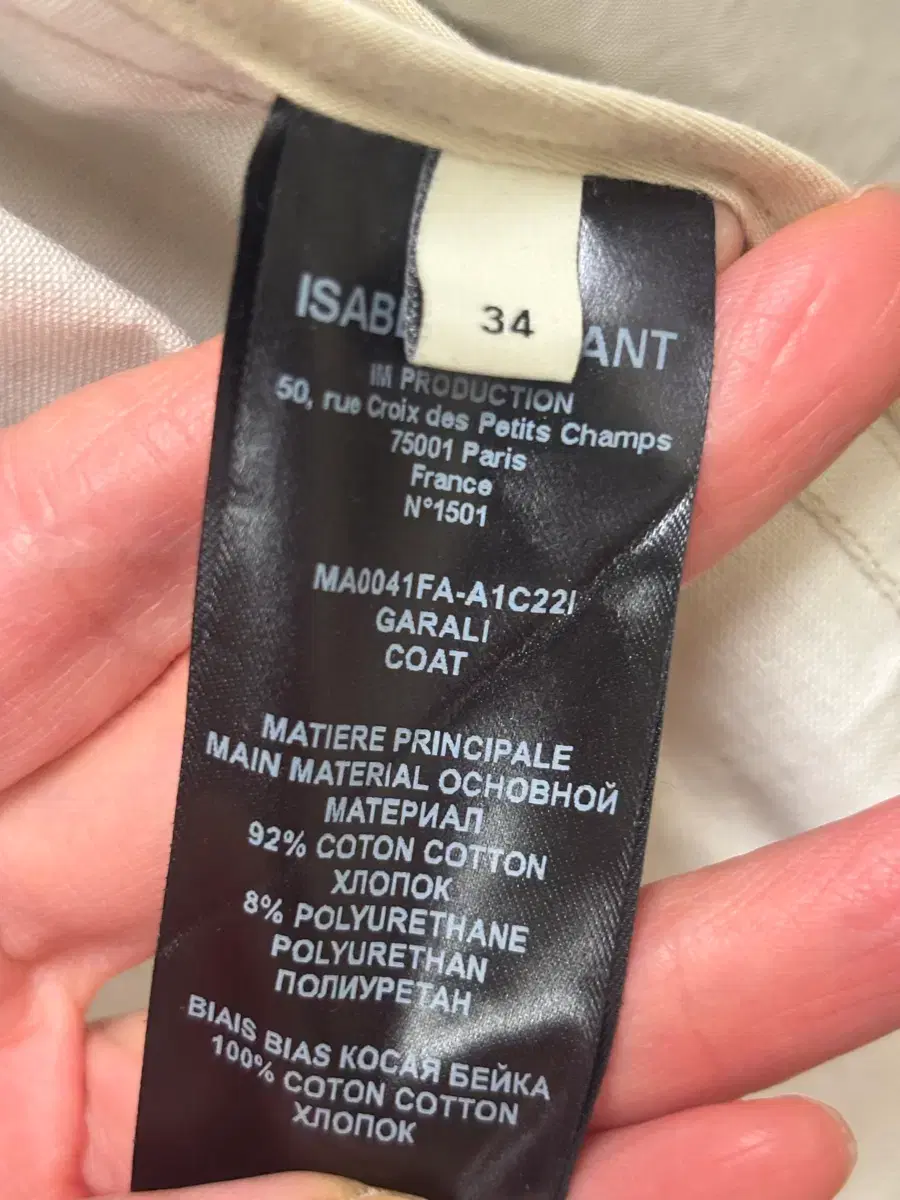 34
ISAB ANT
IM PRODUCTION
50, rue Croix des Petits Champs
75001 Paris
France
N°1501
MA0041FA-A1C22I
GARALI
COAT
MATIERE PRINCIPALE
MAIN MATERIAL ОСНОВНОЙ
МАТЕРИАЛ
92% COTON COTTON
ХЛОПОК
8% POLYURETHANE
POLYURETHAN
ПОЛИУРЕТАН
BIAIS BIAS КОСАЯ БЕЙКА
100% COTON COTTON
ХЛОПОК